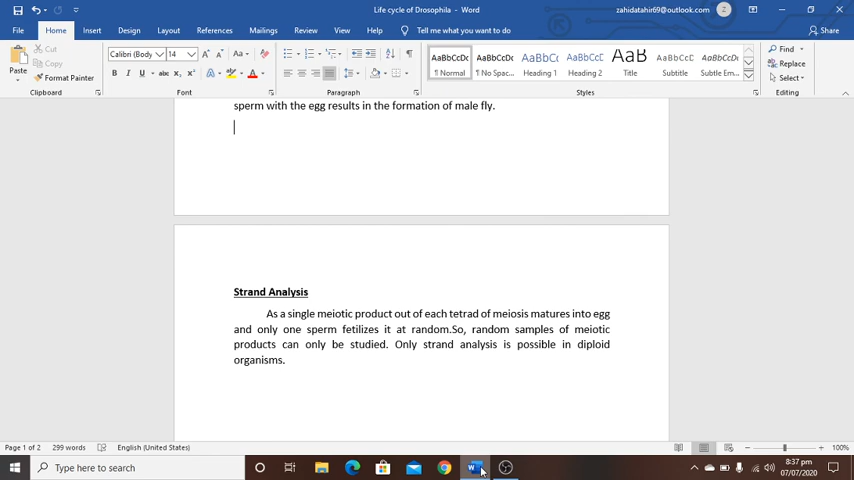 Life cycle of Drosophila - Word
zahidatahir69@outlook.com
Z
File Home Insert Design Layout References Mailings Review View Help Tell me what you want to do Share
Paste
Cut
Copy
Format Painter
Clipboard
Calibri (Body) 14
Aa
B I U abc x₂ x²
A A
Font
Paragraph
AaBbCcDc AaBbCcDc AaBbCc AaBbCcC AaB AaBbCcC AaBbCcDc
¶ Normal ¶ No Spac... Heading 1 Heading 2 Title Subtitle Subtle Em...
Styles
Find
Replace
Select
Editing
sperm with the egg results in the formation of male fly.
Strand Analysis
As a single meiotic product out of each tetrad of meiosis matures into egg
and only one sperm fetilizes it at random.So, random samples of meiotic
products can only be studied. Only strand analysis is possible in diploid
organisms.
Page 1 of 2 299 words English (United States) 100%
Type here to search
8:37 pm
07/07/2020